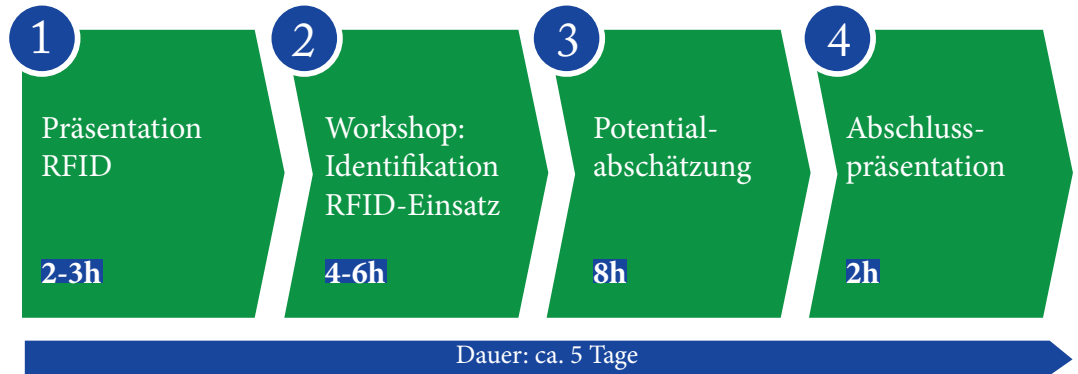 1
Präsentation
RFID
2-3h
2
Workshop:
Identifikation
RFID-Einsatz
4-6h
3
Potential-
abschätzung
8h
4
Abschluss-
präsentation
2h
Dauer: ca. 5 Tage